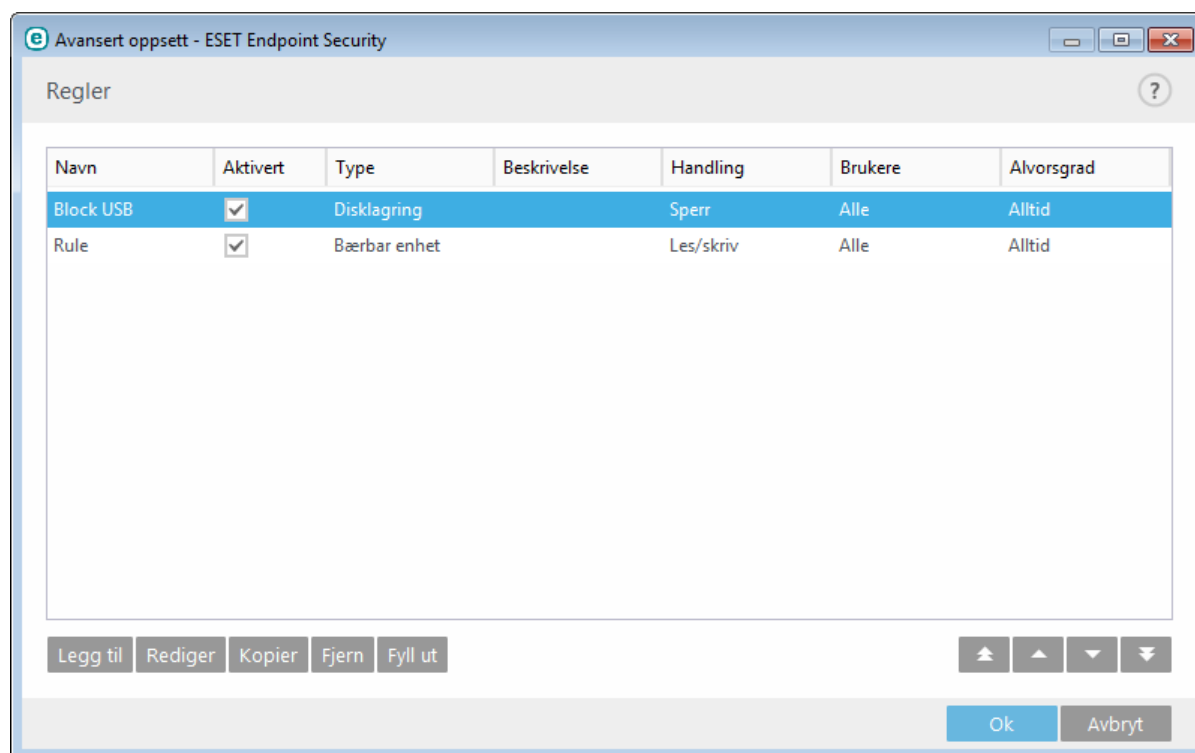 e Avansert oppsett - ESET Endpoint Security
Regler ?
Navn Aktivert Type Beskrivelse Handling Brukere Alvorsgrad
Block USB Disklagring Sperr Alle Alltid
Rule Bærbar enhet Les/skriv Alle Alltid
Legg til Rediger Kopier Fjern Fyll ut
Ok Avbryt